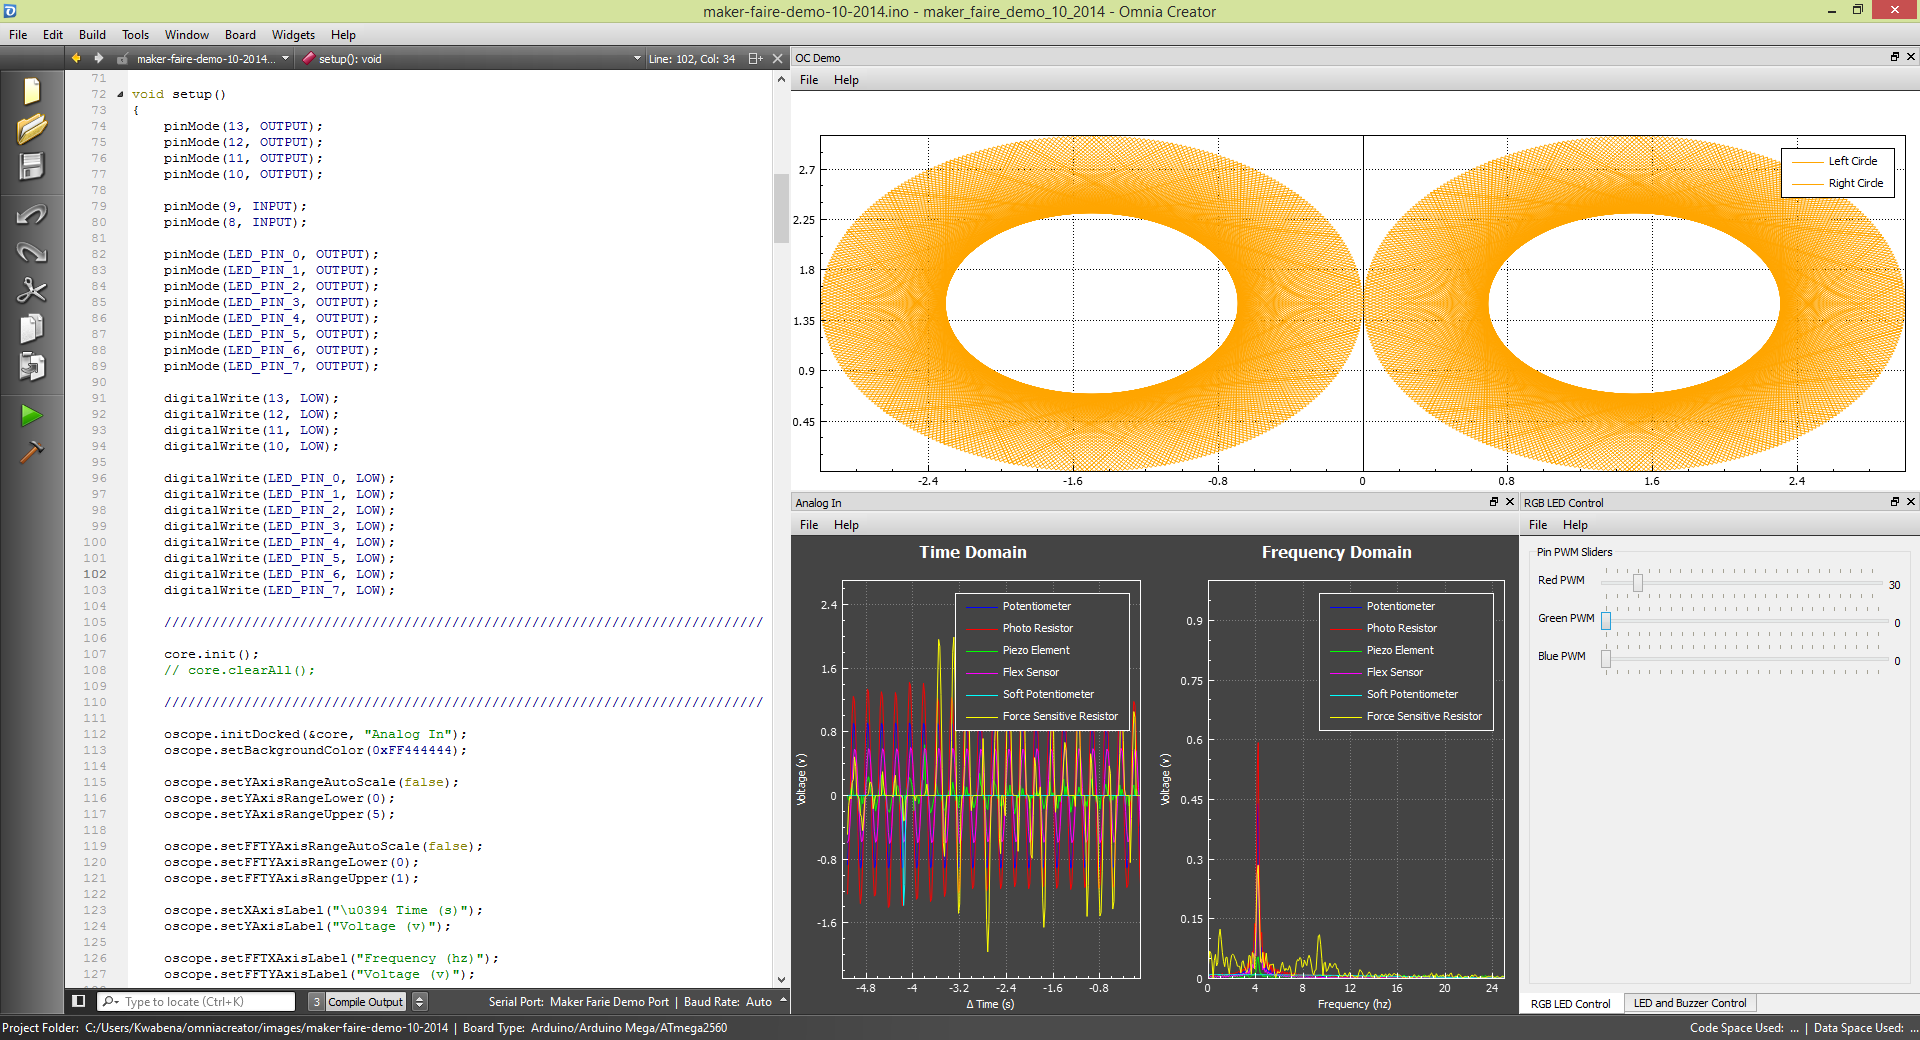 maker-faire-demo-10-2014.ino - maker_faire_demo_10_2014 - Omnia Creator
File Edit Build Tools Window Board Widgets Help
maker-faire-demo-10-2014... setup(): void Line: 102, Col: 34
71
72 void setup()
73 {
74 pinMode(13, OUTPUT);
75 pinMode(12, OUTPUT);
76 pinMode(11, OUTPUT);
77 pinMode(10, OUTPUT);
78
79 pinMode(9, INPUT);
80 pinMode(8, INPUT);
81
82 pinMode(LED_PIN_0, OUTPUT);
83 pinMode(LED_PIN_1, OUTPUT);
84 pinMode(LED_PIN_2, OUTPUT);
85 pinMode(LED_PIN_3, OUTPUT);
86 pinMode(LED_PIN_4, OUTPUT);
87 pinMode(LED_PIN_5, OUTPUT);
88 pinMode(LED_PIN_6, OUTPUT);
89 pinMode(LED_PIN_7, OUTPUT);
90
91 digitalWrite(13, LOW);
92 digitalWrite(12, LOW);
93 digitalWrite(11, LOW);
94 digitalWrite(10, LOW);
95
96 digitalWrite(LED_PIN_0, LOW);
97 digitalWrite(LED_PIN_1, LOW);
98 digitalWrite(LED_PIN_2, LOW);
99 digitalWrite(LED_PIN_3, LOW);
100 digitalWrite(LED_PIN_4, LOW);
101 digitalWrite(LED_PIN_5, LOW);
102 digitalWrite(LED_PIN_6, LOW);
103 digitalWrite(LED_PIN_7, LOW);
104
105 ///////////////////////////////////////////////////////////////////////////
106
107 core.init();
108 // core.clearAll();
109
110 ///////////////////////////////////////////////////////////////////////////
111
112 oscope.initDocked(&core, "Analog In");
113 oscope.setBackgroundColor(0xFF444444);
114
115 oscope.setYAxisRangeAutoScale(false);
116 oscope.setYAxisRangeLower(0);
117 oscope.setYAxisRangeUpper(5);
118
119 oscope.setFFTYAxisRangeAutoScale(false);
120 oscope.setFFTYAxisRangeLower(0);
121 oscope.setFFTYAxisRangeUpper(1);
122
123 oscope.setXAxisLabel("\u0394 Time (s)");
124 oscope.setYAxisLabel("Voltage (v)");
125
126 oscope.setFFTXAxisLabel("Frequency (hz)");
127 oscope.setFFTYAxisLabel("Voltage (v)");
Type to locate (Ctrl+K) 3 Compile Output Serial Port: Maker Farie Demo Port | Baud Rate: Auto
OC Demo
File Help
2.7
2.25
1.8
1.35
0.9
0.45
-2.4 -1.6 -0.8 0 0.8 1.6 2.4
Left Circle
Right Circle
Analog In
File Help
Time Domain
2.4
1.6
0.8
0
-0.8
-1.6
Voltage (v)
Potentiometer
Photo Resistor
Piezo Element
Flex Sensor
Soft Potentiometer
Force Sensitive Resistor
-4.8 -4 -3.2 -2.4 -1.6 -0.8
Δ Time (s)
Frequency Domain
0.9
0.75
0.6
0.45
0.3
0.15
0
Voltage (v)
Potentiometer
Photo Resistor
Piezo Element
Flex Sensor
Soft Potentiometer
Force Sensitive Resistor
0 4 8 12 16 20 24
Frequency (hz)
RGB LED Control
File Help
Pin PWM Sliders
Red PWM 30
Green PWM 0
Blue PWM 0
RGB LED Control LED and Buzzer Control
Project Folder: C:/Users/Kwabena/omniacreator/images/maker-faire-demo-10-2014 | Board Type: Arduino/Arduino Mega/ATmega2560 Code Space Used: ... | Data Space Used: ...